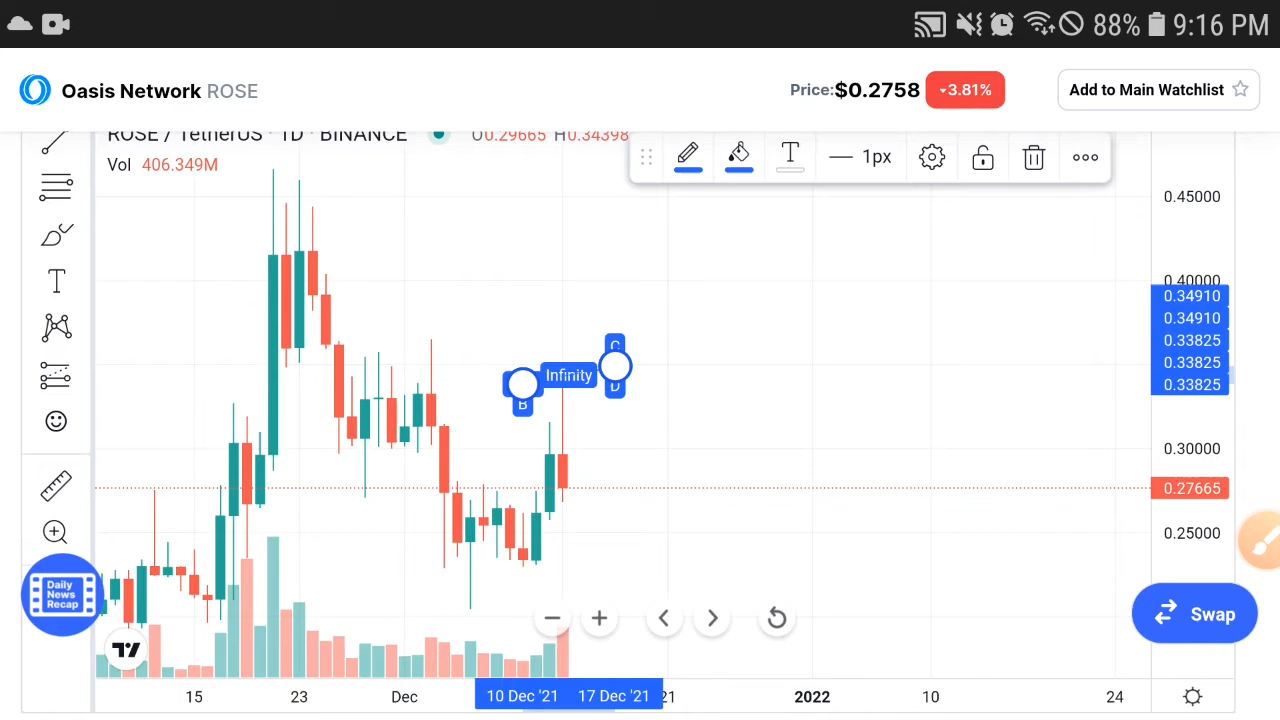 88% 9:16 PM
Oasis Network ROSE
Price:$0.2758
3.81%
Add to Main Watchlist
ROSE / TetherUS · 1D · BINANCE
O0.29665 H0.34398
Vol 406.349M
T
1px
0.45000
0.40000
0.34910
0.34910
0.33825
0.33825
0.33825
0.30000
0.27665
0.25000
C
Infinity
D
B
Daily
News
Recap
Swap
15 23 Dec 10 Dec '21 17 Dec '21 21 2022 10 24